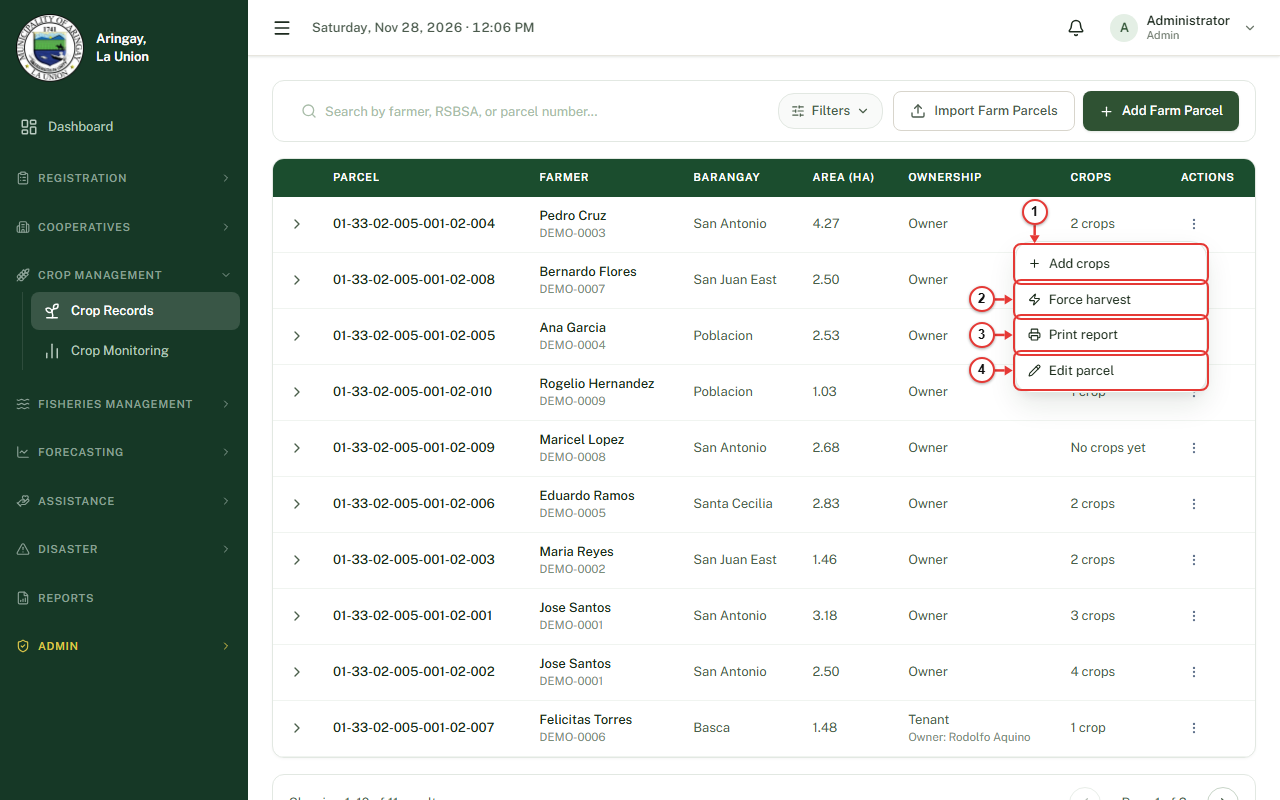 MUNICIPALITY OF ARINGAY
1741
LA UNION
Aringay,
La Union
Saturday, Nov 28, 2026 · 12:06 PM
A
Administrator
Admin
Dashboard
REGISTRATION
COOPERATIVES
CROP MANAGEMENT
Crop Records
Crop Monitoring
FISHERIES MANAGEMENT
FORECASTING
ASSISTANCE
DISASTER
REPORTS
ADMIN
Search by farmer, RSBSA, or parcel number...
Filters
Import Farm Parcels
Add Farm Parcel
PARCEL FARMER BARANGAY AREA (HA) OWNERSHIP CROPS ACTIONS
01-33-02-005-001-02-004 Pedro Cruz San Antonio 4.27 Owner 2 crops
DEMO-0003
1
Add crops
2 Force harvest
3 Print report
4 Edit parcel
01-33-02-005-001-02-008 Bernardo Flores San Juan East 2.50 Owner
DEMO-0007
01-33-02-005-001-02-005 Ana Garcia Poblacion 2.53 Owner
DEMO-0004
01-33-02-005-001-02-010 Rogelio Hernandez Poblacion 1.03 Owner 1 crop
DEMO-0009
01-33-02-005-001-02-009 Maricel Lopez San Antonio 2.68 Owner No crops yet
DEMO-0008
01-33-02-005-001-02-006 Eduardo Ramos Santa Cecilia 2.83 Owner 2 crops
DEMO-0005
01-33-02-005-001-02-003 Maria Reyes San Juan East 1.46 Owner 2 crops
DEMO-0002
01-33-02-005-001-02-001 Jose Santos San Antonio 3.18 Owner 3 crops
DEMO-0001
01-33-02-005-001-02-002 Jose Santos San Antonio 2.50 Owner 4 crops
DEMO-0001
01-33-02-005-001-02-007 Felicitas Torres Basca 1.48 Tenant 1 crop
DEMO-0006 Owner: Rodolfo Aquino